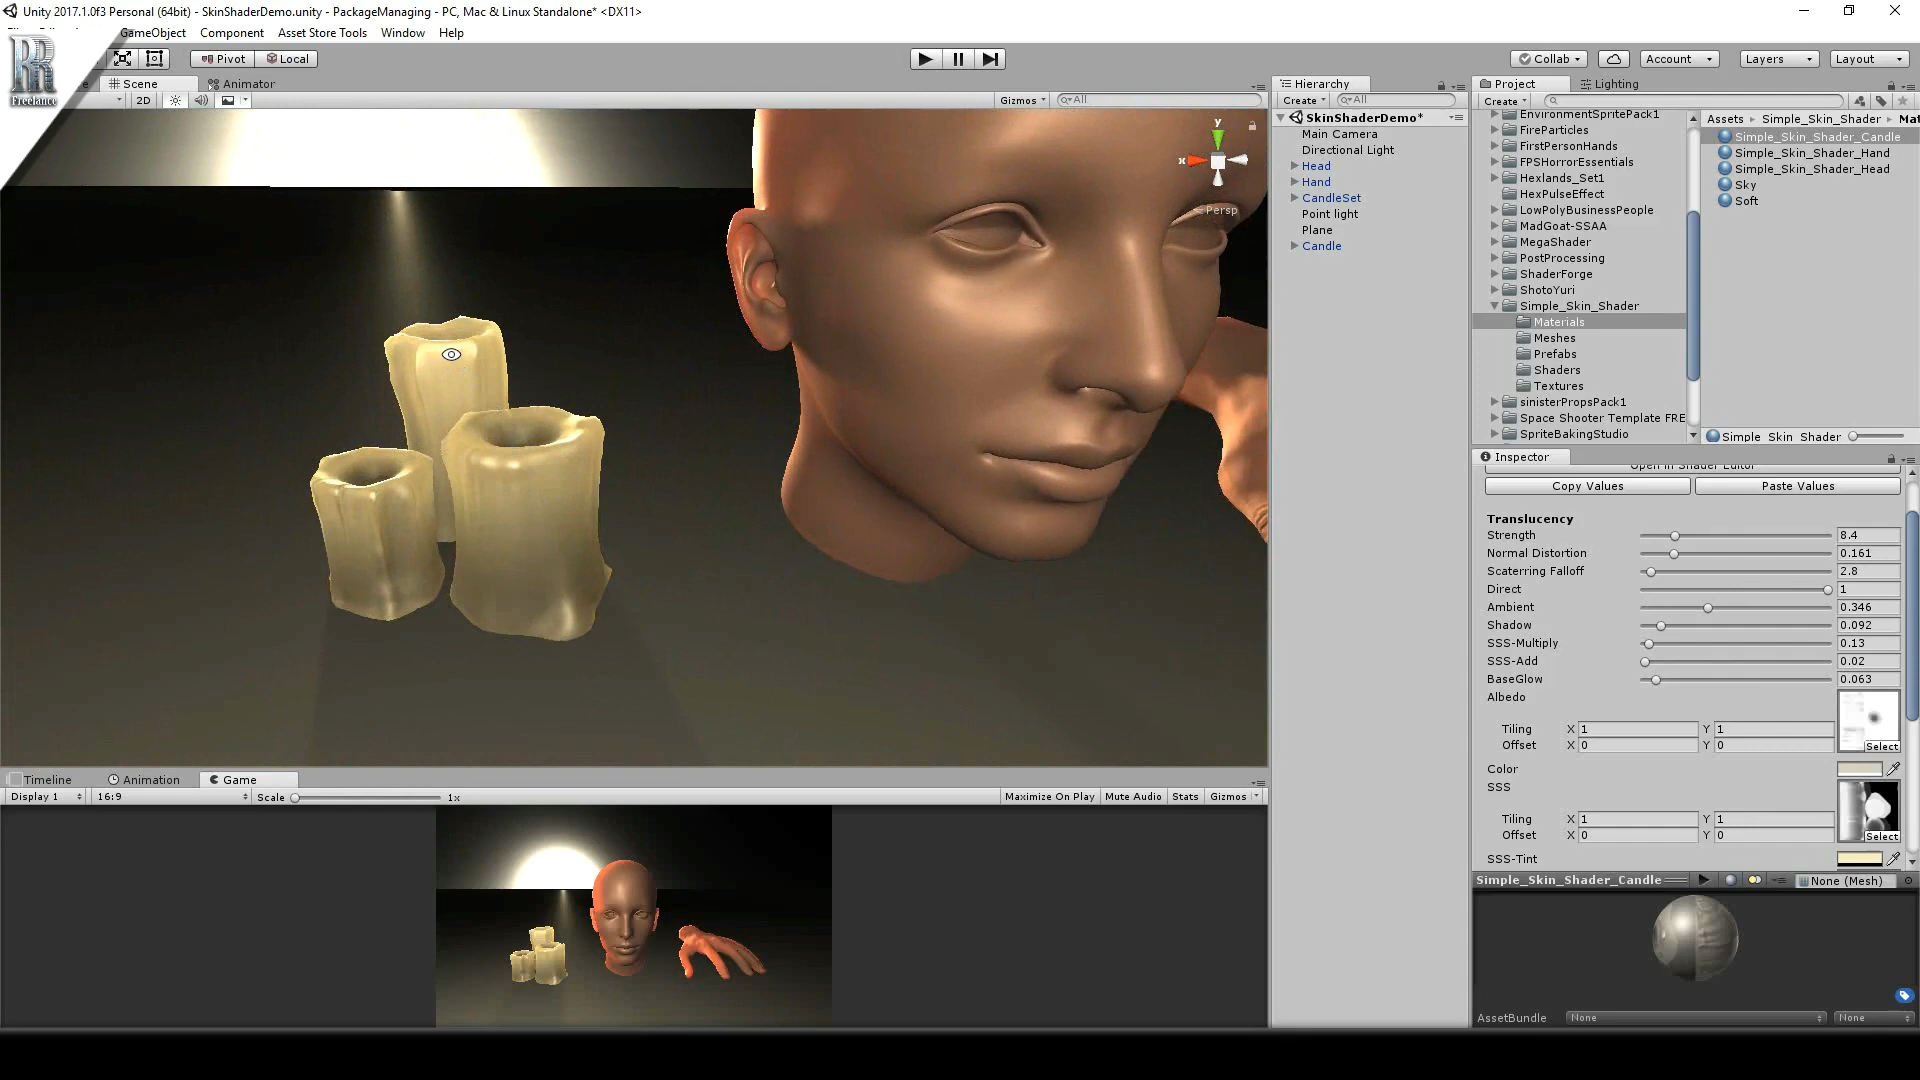 Unity 2017.1.0f3 Personal (64bit) - SkinShaderDemo.unity - PackageManaging - PC, Mac & Linux Standalone* <DX11>
GameObject Component Asset Store Tools Window Help
RR
Freelance
Pivot Local
Collab Account Layers Layout
Scene Animator
2D
Gizmos All
y
x
Persp
Hierarchy
Create All
SkinShaderDemo*
Main Camera
Directional Light
Head
Hand
CandleSet
Point light
Plane
Candle
Project Lighting
Create
EnvironmentSpritePack1
FireParticles
FirstPersonHands
FPSHorrorEssentials
Hexlands_Set1
HexPulseEffect
LowPolyBusinessPeople
MadGoat-SSAA
MegaShader
PostProcessing
ShaderForge
ShotoYuri
Simple_Skin_Shader
Materials
Meshes
Prefabs
Shaders
Textures
sinisterPropsPack1
Space Shooter Template FRE
SpriteBakingStudio
Assets Simple_Skin_Shader Mat
Simple_Skin_Shader_Candle
Simple_Skin_Shader_Hand
Simple_Skin_Shader_Head
Sky
Soft
Simple Skin Shader
Inspector
Open in Shader Editor
Copy Values Paste Values
Translucency
Strength 8.4
Normal Distortion 0.161
Scaterring Falloff 2.8
Direct 1
Ambient 0.346
Shadow 0.092
SSS-Multiply 0.13
SSS-Add 0.02
BaseGlow 0.063
Albedo
Tiling X 1 Y 1
Offset X 0 Y 0
Select
Color
SSS
Tiling X 1 Y 1
Offset X 0 Y 0
Select
SSS-Tint
Simple_Skin_Shader_Candle None (Mesh)
AssetBundle None None
Timeline Animation Game
Display 1 16:9 Scale 1x Maximize On Play Mute Audio Stats Gizmos